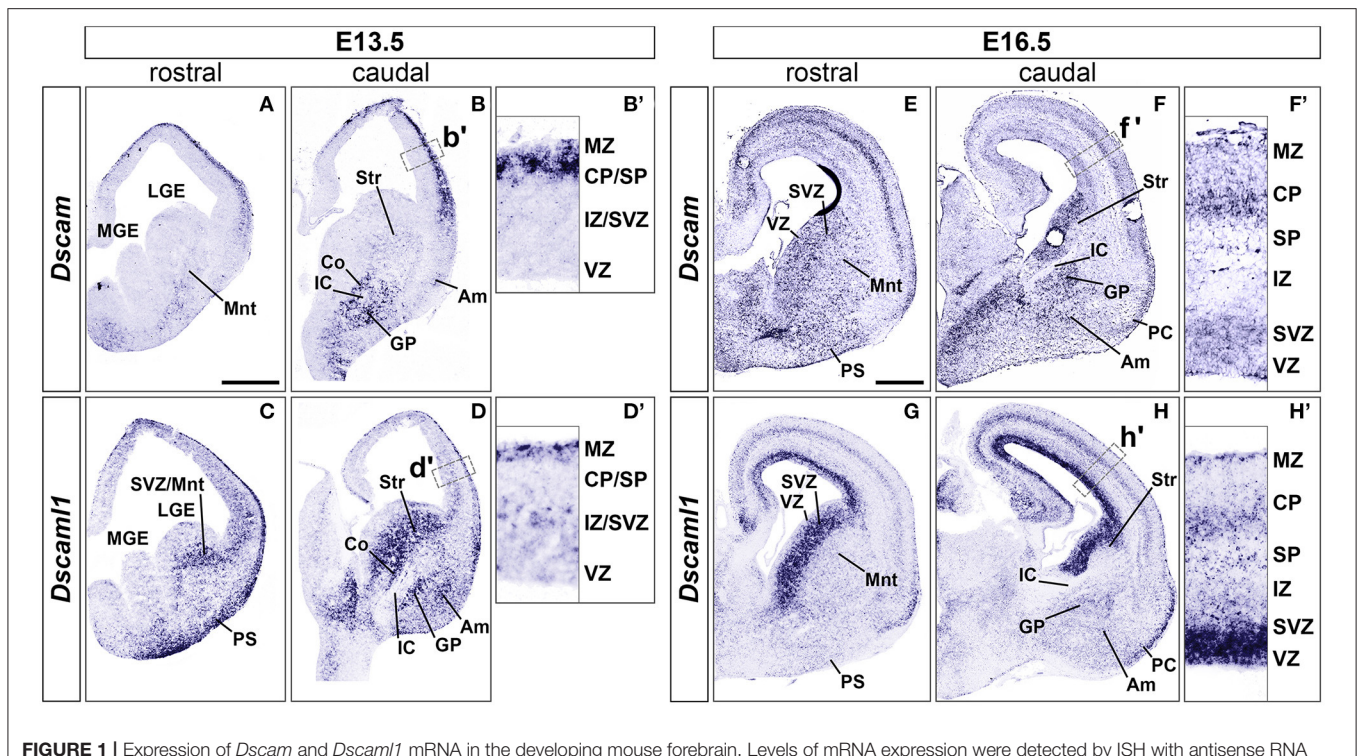 E13.5
E16.5
rostral
caudal
rostral
caudal
Dscam
A
LGE
MGE
Mnt
B
b'
Str
Co
IC
GP
Am
B'
MZ
CP/SP
IZ/SVZ
VZ
Dscam
E
SVZ
VZ
Mnt
PS
F
f'
Str
IC
GP
PC
Am
F'
MZ
CP
SP
IZ
SVZ
VZ
Dscaml1
C
SVZ/Mnt
LGE
MGE
PS
D
d'
Str
Co
Am
IC
GP
D'
MZ
CP/SP
IZ/SVZ
VZ
Dscaml1
G
SVZ
VZ
Mnt
PS
H
h'
Str
IC
GP
PC
Am
H'
MZ
CP
SP
IZ
SVZ
VZ
FIGURE 1 | Expression of Dscam and Dscaml1 mRNA in the developing mouse forebrain. Levels of mRNA expression were detected by ISH with antisense RNA